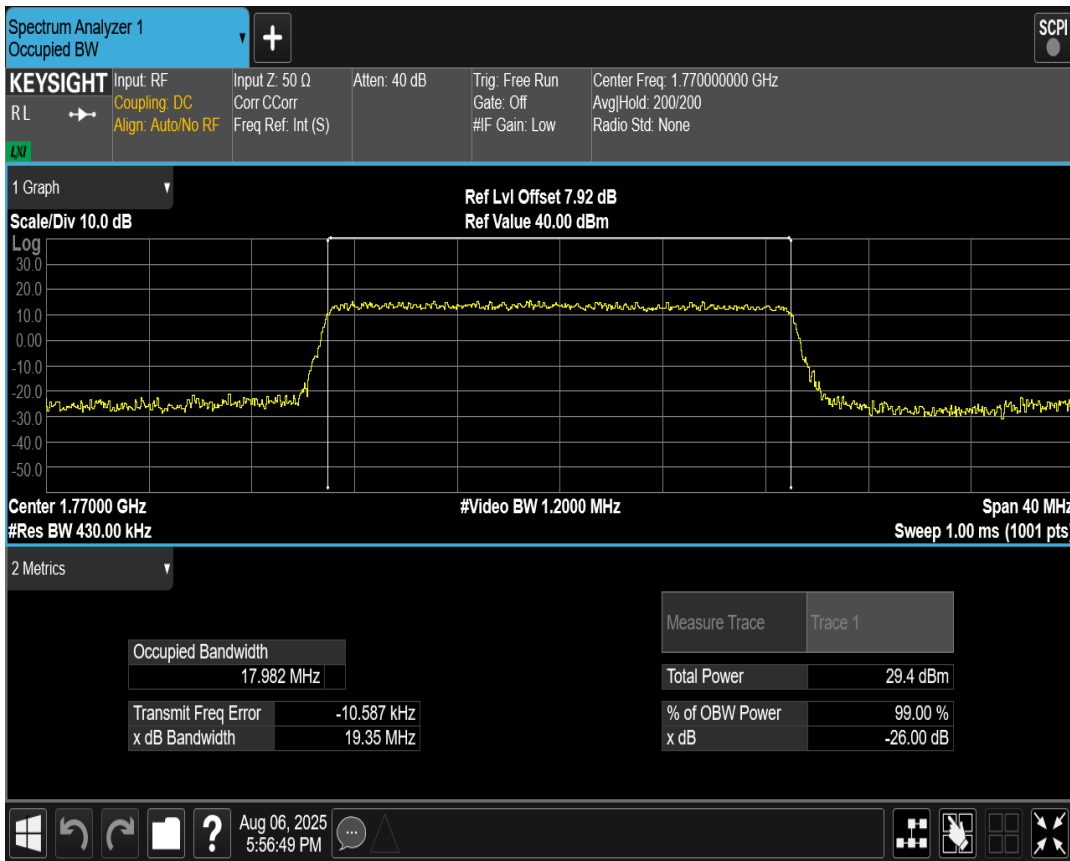 Spectrum Analyzer 1
Occupied BW
+
SCPI
KEYSIGHT
RL
LXI
Input: RF
Coupling: DC
Align: Auto/No RF
Input Z: 50 Ω
Corr CCorr
Freq Ref: Int (S)
Atten: 40 dB
Trig: Free Run
Gate: Off
#IF Gain: Low
Center Freq: 1.770000000 GHz
Avg|Hold: 200/200
Radio Std: None
1 Graph
Scale/Div 10.0 dB
Ref Lvl Offset 7.92 dB
Ref Value 40.00 dBm
Log
30.0
20.0
10.0
0.00
-10.0
-20.0
-30.0
-40.0
-50.0
Center 1.77000 GHz
#Video BW 1.2000 MHz
Span 40 MHz
#Res BW 430.00 kHz
Sweep 1.00 ms (1001 pts)
2 Metrics
Measure Trace Trace 1
Occupied Bandwidth
17.982 MHz
Total Power 29.4 dBm
Transmit Freq Error -10.587 kHz
% of OBW Power 99.00 %
x dB Bandwidth 19.35 MHz
x dB -26.00 dB
?
Aug 06, 2025
5:56:49 PM